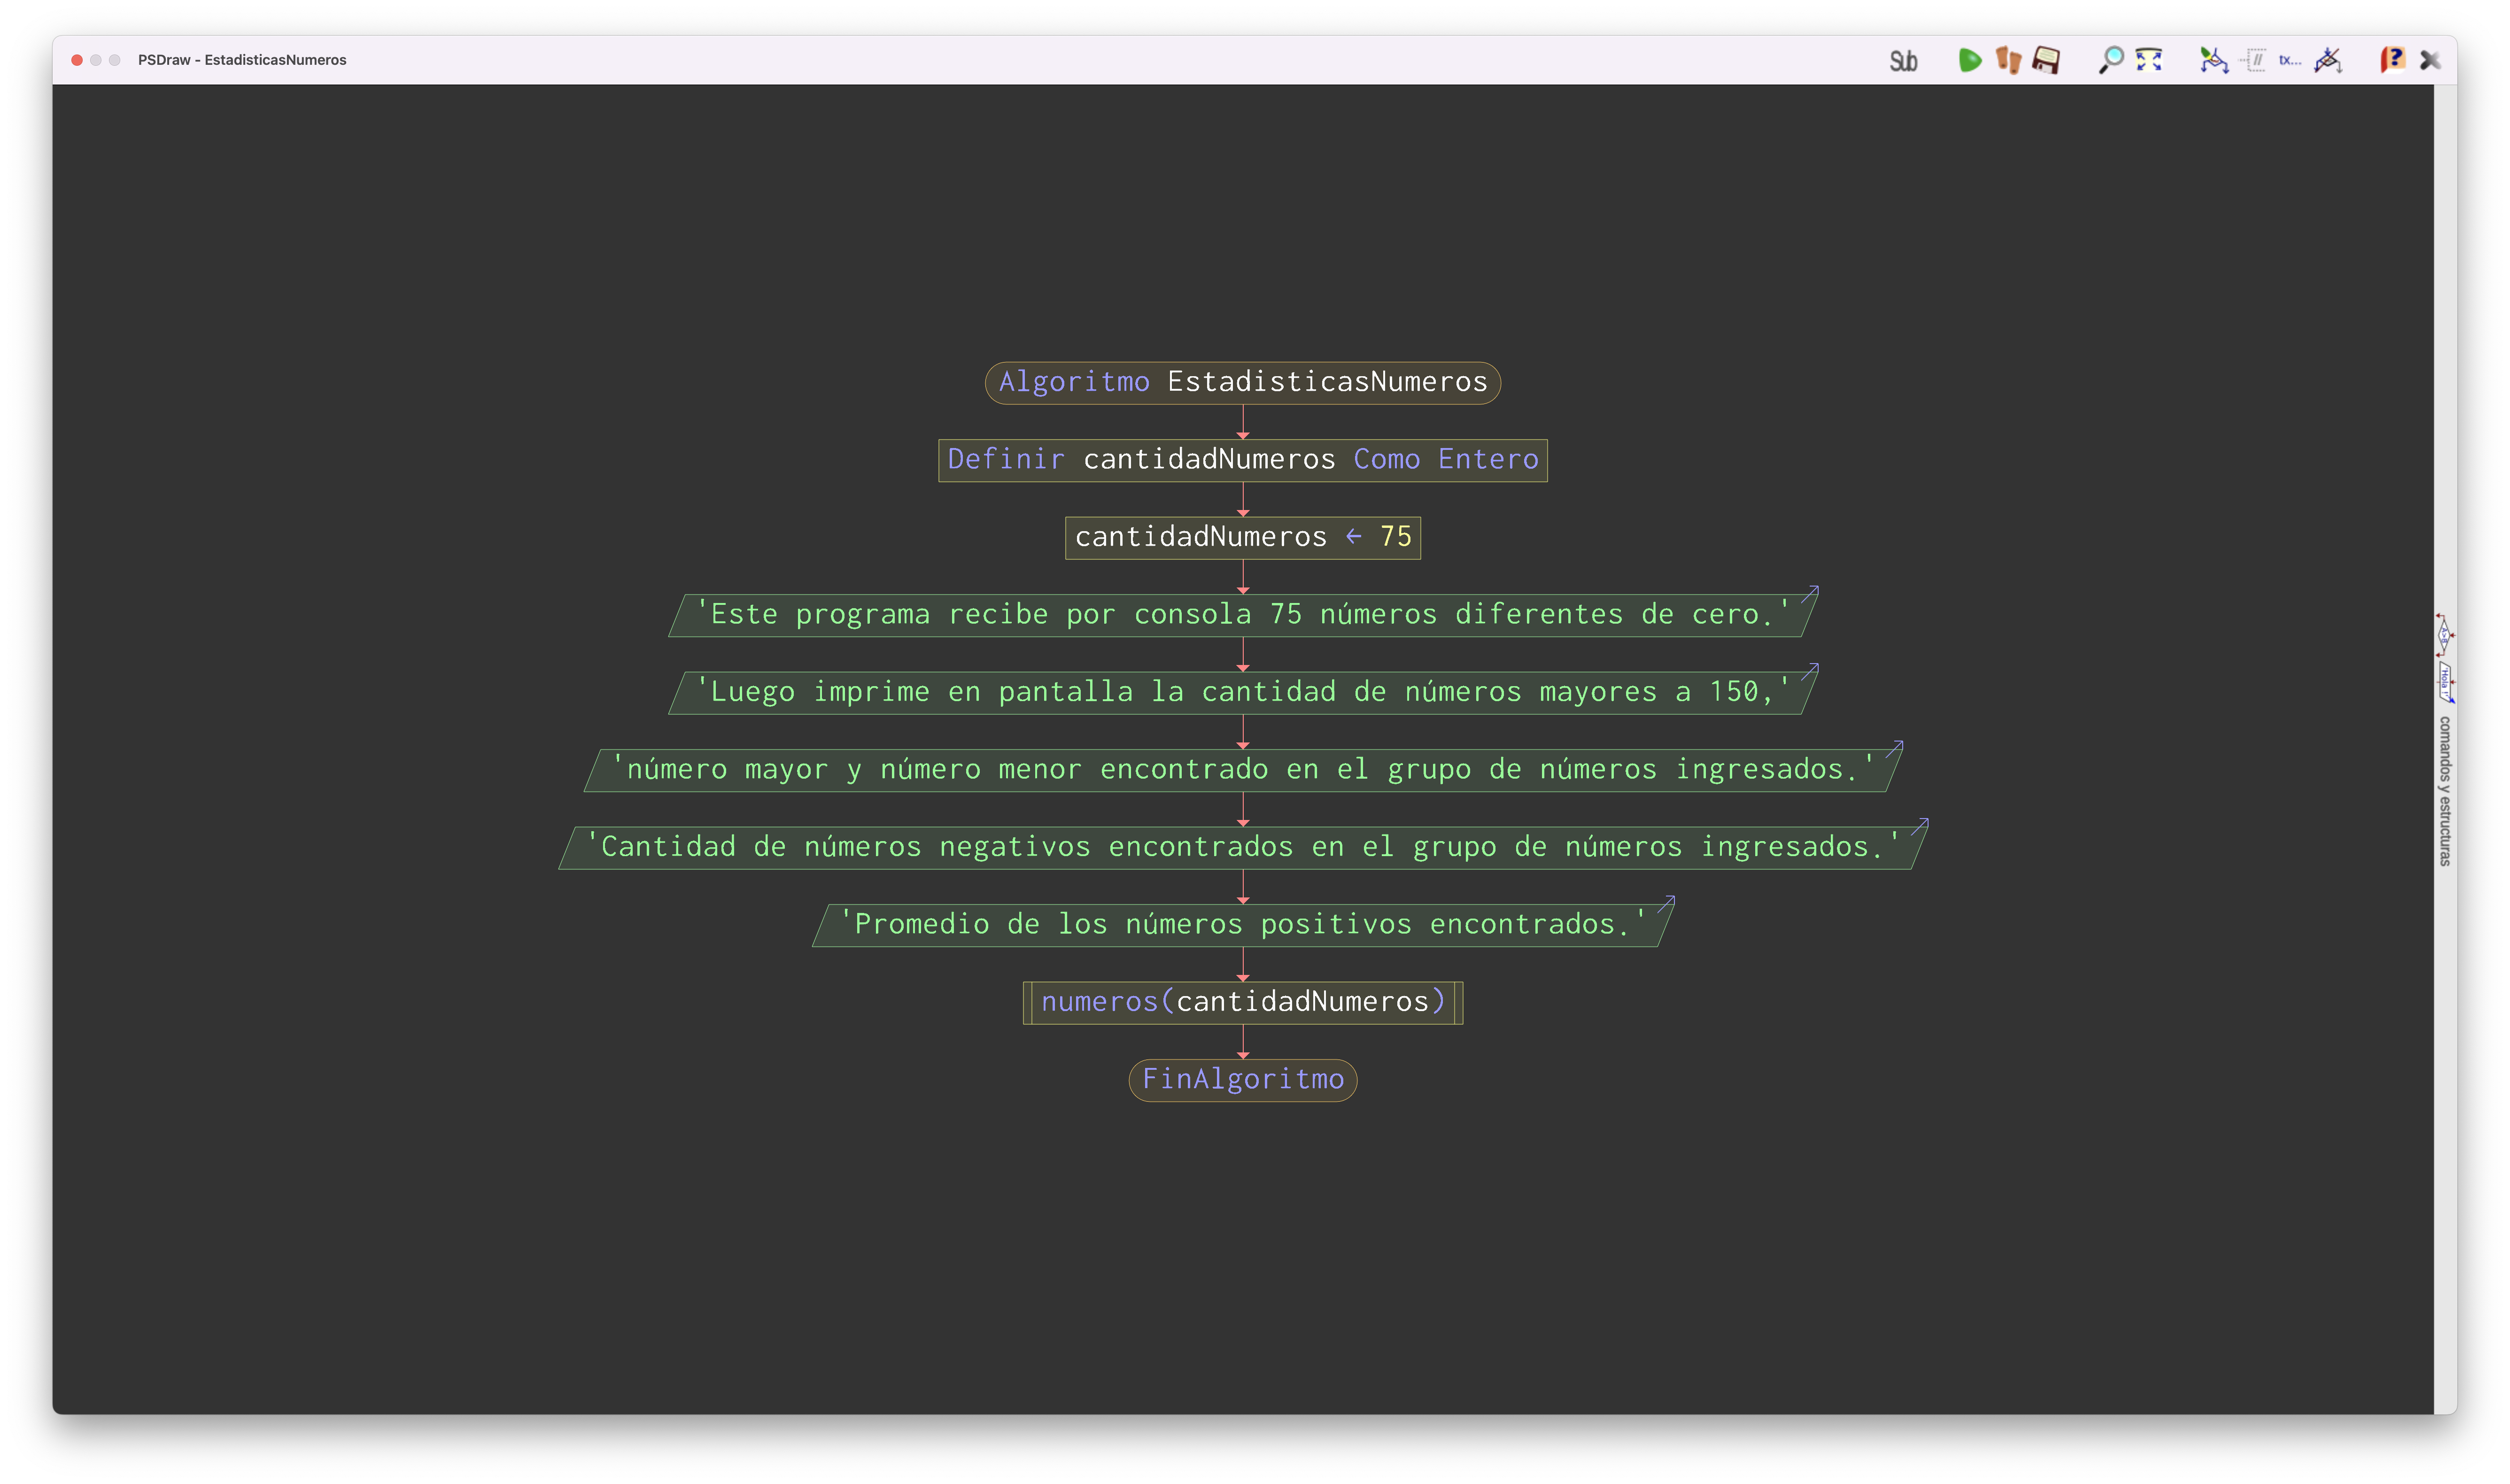 PSDraw - EstadisticasNumeros
Sub
tx...
Algoritmo EstadisticasNumeros
Definir cantidadNumeros Como Entero
cantidadNumeros ← 75
'Este programa recibe por consola 75 números diferentes de cero.'
'Luego imprime en pantalla la cantidad de números mayores a 150,'
'número mayor y número menor encontrado en el grupo de números ingresados.'
'Cantidad de números negativos encontrados en el grupo de números ingresados.'
'Promedio de los números positivos encontrados.'
numeros(cantidadNumeros)
FinAlgoritmo
"Hola !"
comandos y estructuras